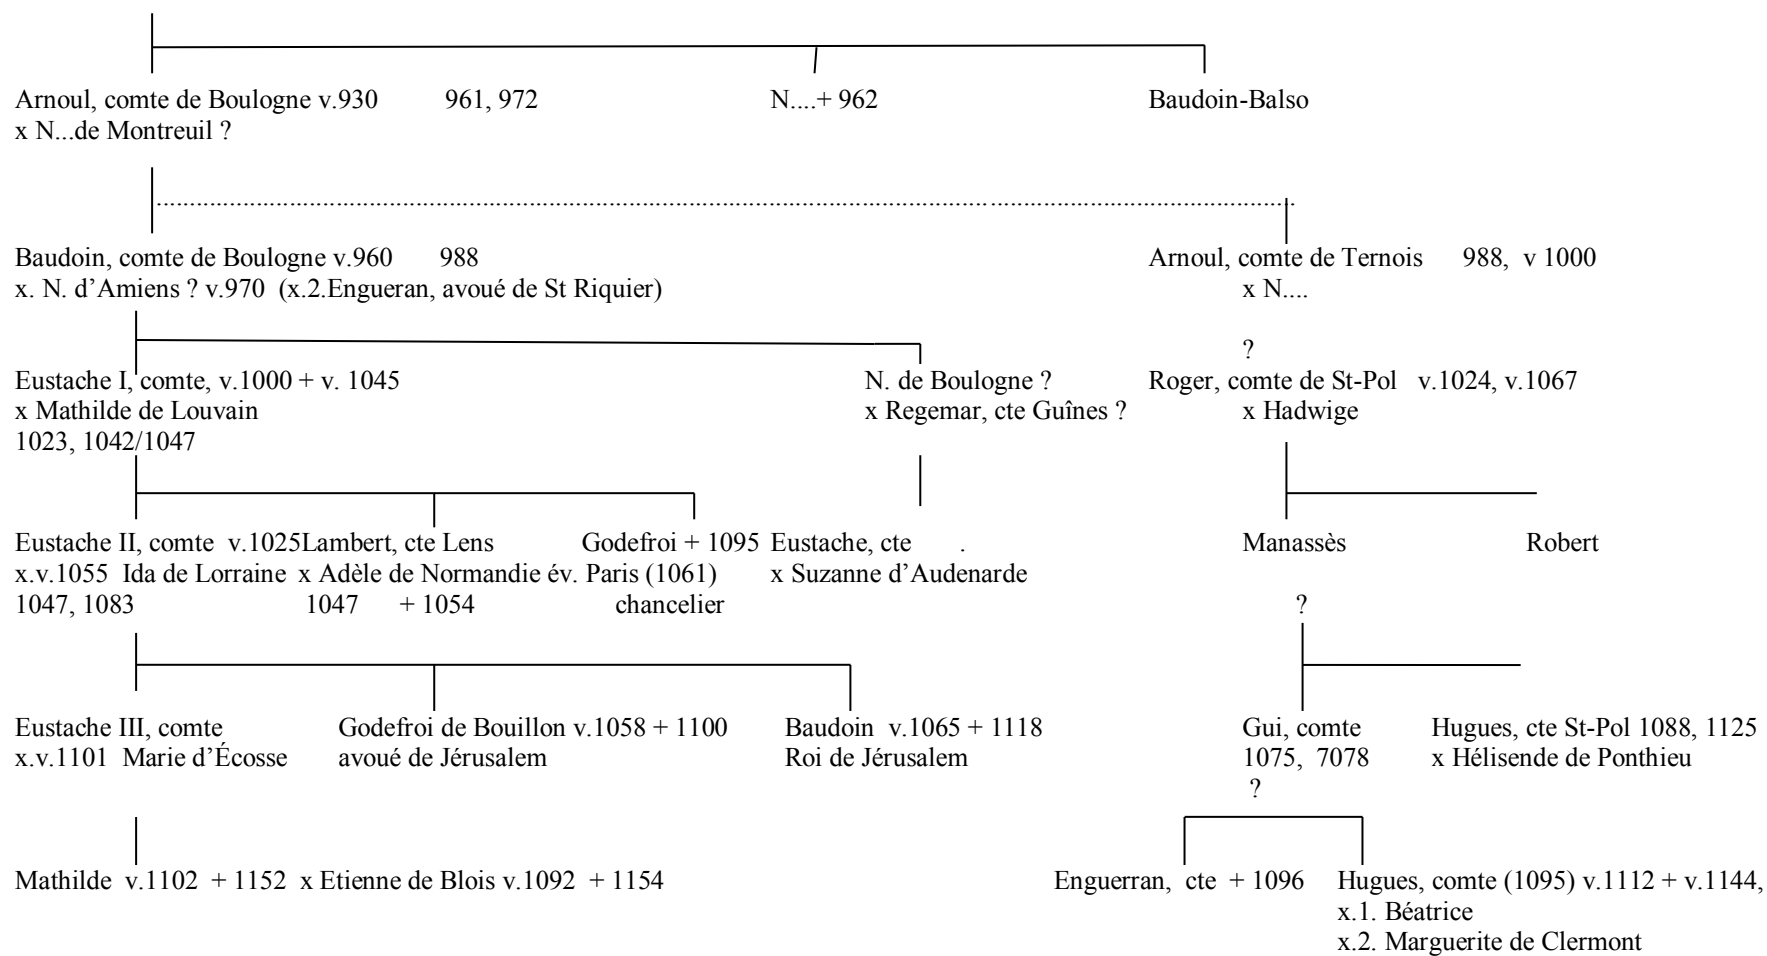 Arnoul, comte de Boulogne v.930 961, 972 N....+ 962 Baudoin-Balso
x N...de Montreuil ?
Baudoin, comte de Boulogne v.960 988 Arnoul, comte de Ternois 988, v 1000
x. N. d’Amiens ? v.970 (x.2.Engueran, avoué de St Riquier) x N....
?
Eustache I, comte, v.1000 + v. 1045 N. de Boulogne ? Roger, comte de St-Pol v.1024, v.1067
x Mathilde de Louvain x Regemar, cte Guînes ? x Hadwige
1023, 1042/1047
Eustache II, comte v.1025 Lambert, cte Lens Godefroi + 1095 Eustache, cte . Manassès Robert
x.v.1055 Ida de Lorraine x Adèle de Normandie év. Paris (1061) x Suzanne d’Audenarde
1047, 1083 1047 + 1054 chancelier ?
Eustache III, comte Godefroi de Bouillon v.1058 + 1100 Baudoin v.1065 + 1118 Gui, comte Hugues, cte St-Pol 1088, 1125
x.v.1101 Marie d’Écosse avoué de Jérusalem Roi de Jérusalem 1075, 7078 x Hélisende de Ponthieu
?
Mathilde v.1102 + 1152 x Etienne de Blois v.1092 + 1154 Enguerran, cte + 1096 Hugues, comte (1095) v.1112 + v.1144,
x.1. Béatrice
x.2. Marguerite de Clermont